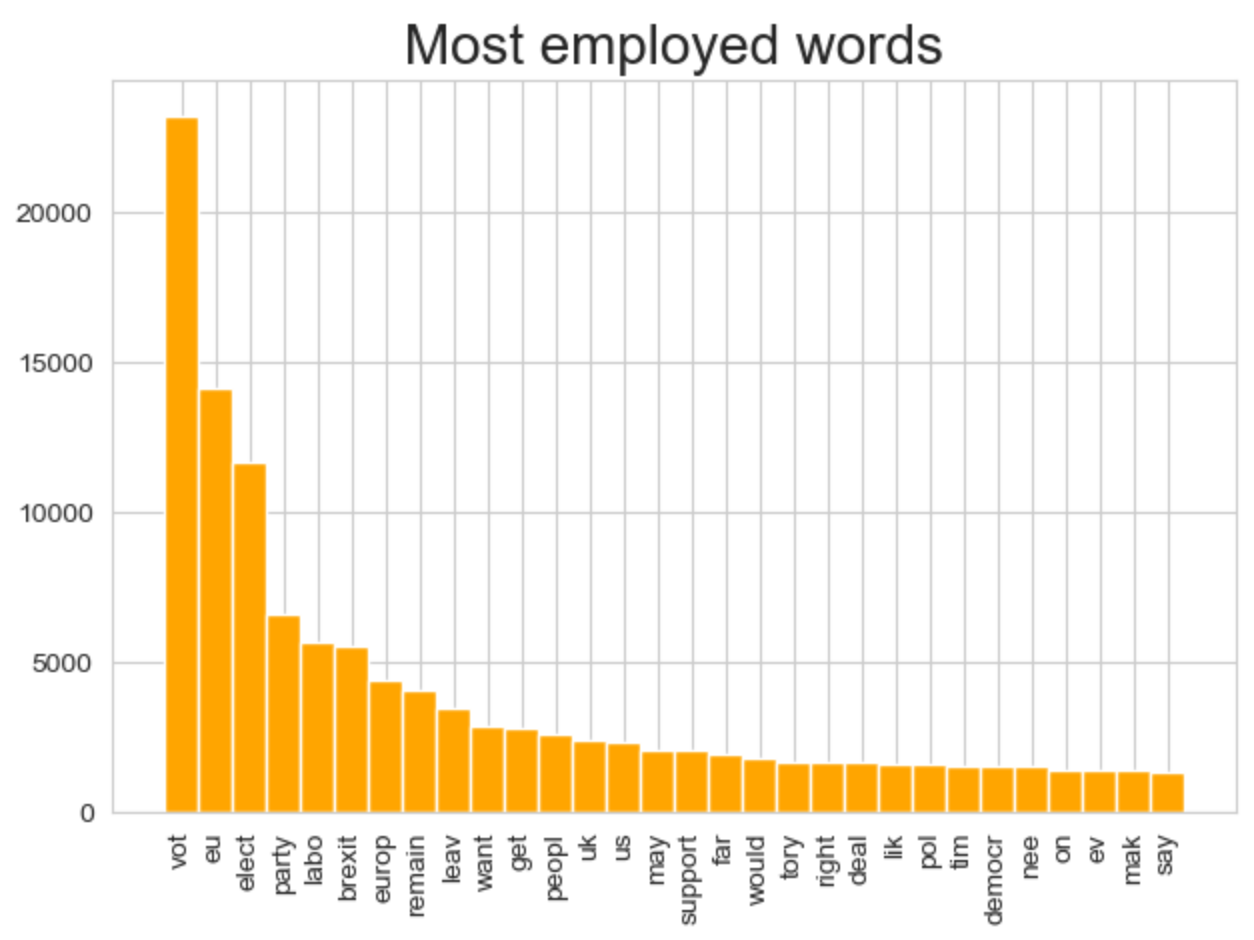 Most employed words
20000
15000
10000
5000
0
vot
eu
elect
party
labo
brexit
europ
remain
leav
want
get
peopl
uk
us
may
support
far
would
tory
right
deal
lik
pol
tim
democr
nee
on
ev
mak
say